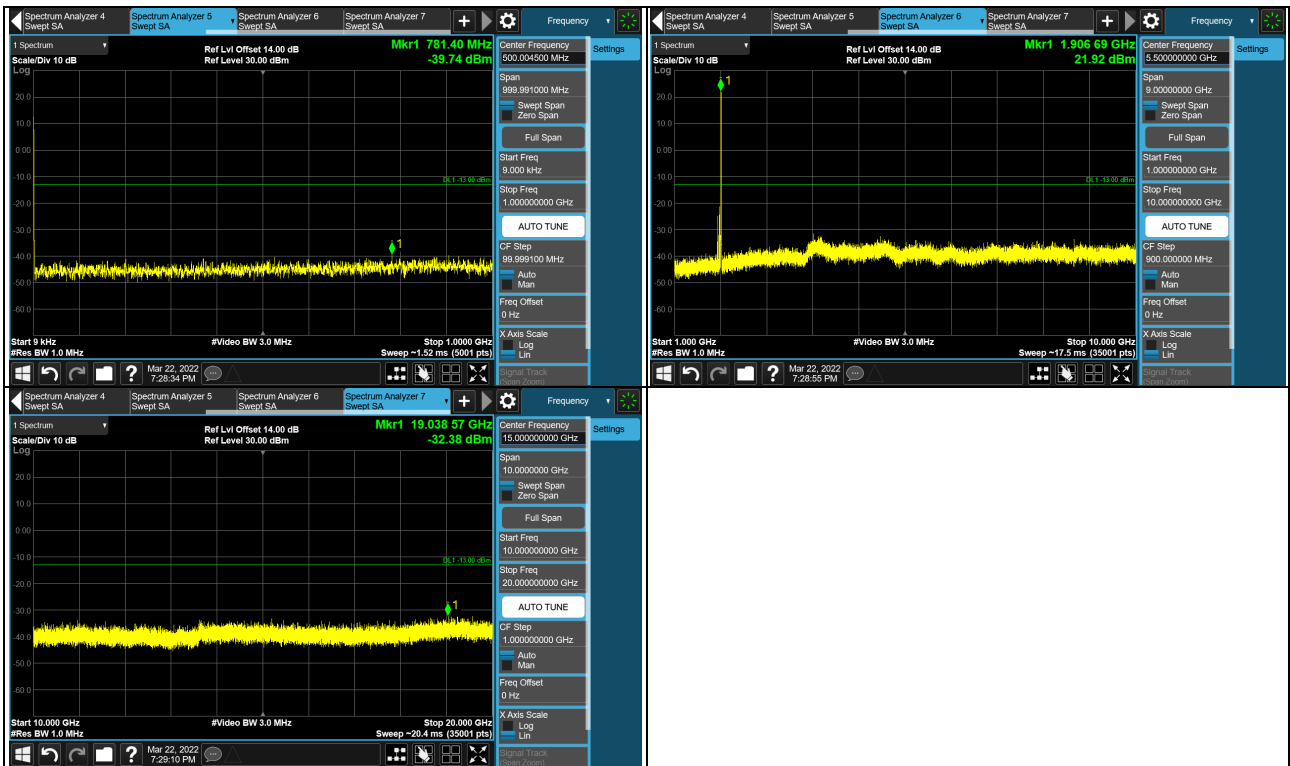 Spectrum Analyzer 4
Swept SA
Spectrum Analyzer 5
Swept SA
Spectrum Analyzer 6
Swept SA
Spectrum Analyzer 7
Swept SA
Frequency
1 Spectrum
Scale/Div 10 dB
Log
Ref Lvl Offset 14.00 dB
Ref Level 30.00 dBm
Mkr1 781.40 MHz
-39.74 dBm
20.0
10.0
0.00
-10.0
-20.0
-30.0
-40.0
-50.0
-60.0
DL1 -13.00 dBm
1
Start 9 kHz
#Res BW 1.0 MHz
#Video BW 3.0 MHz
Stop 1.0000 GHz
Sweep ~1.52 ms (5001 pts)
Mar 22, 2022
7:28:34 PM
Center Frequency
500.004500 MHz
Span
999.991000 MHz
Swept Span
Zero Span
Full Span
Start Freq
9.000 kHz
Stop Freq
1.000000000 GHz
AUTO TUNE
CF Step
99.999100 MHz
Auto
Man
Freq Offset
0 Hz
X Axis Scale
Log
Lin
Signal Track
(Span Zoom)
Settings
Spectrum Analyzer 4
Swept SA
Spectrum Analyzer 5
Swept SA
Spectrum Analyzer 6
Swept SA
Spectrum Analyzer 7
Swept SA
Frequency
1 Spectrum
Scale/Div 10 dB
Log
Ref Lvl Offset 14.00 dB
Ref Level 30.00 dBm
Mkr1 1.906 69 GHz
21.92 dBm
20.0
10.0
0.00
-10.0
-20.0
-30.0
-40.0
-50.0
-60.0
DL1 -13.00 dBm
1
Start 1.000 GHz
#Res BW 1.0 MHz
#Video BW 3.0 MHz
Stop 10.000 GHz
Sweep ~17.5 ms (35001 pts)
Mar 22, 2022
7:28:55 PM
Center Frequency
5.500000000 GHz
Span
9.00000000 GHz
Swept Span
Zero Span
Full Span
Start Freq
1.000000000 GHz
Stop Freq
10.000000000 GHz
AUTO TUNE
CF Step
900.000000 MHz
Auto
Man
Freq Offset
0 Hz
X Axis Scale
Log
Lin
Signal Track
(Span Zoom)
Settings
Spectrum Analyzer 4
Swept SA
Spectrum Analyzer 5
Swept SA
Spectrum Analyzer 6
Swept SA
Spectrum Analyzer 7
Swept SA
Frequency
1 Spectrum
Scale/Div 10 dB
Log
Ref Lvl Offset 14.00 dB
Ref Level 30.00 dBm
Mkr1 19.038 57 GHz
-32.38 dBm
20.0
10.0
0.00
-10.0
-20.0
-30.0
-40.0
-50.0
-60.0
DL1 -13.00 dBm
1
Start 10.000 GHz
#Res BW 1.0 MHz
#Video BW 3.0 MHz
Stop 20.000 GHz
Sweep ~20.4 ms (35001 pts)
Mar 22, 2022
7:29:10 PM
Center Frequency
15.000000000 GHz
Span
10.0000000 GHz
Swept Span
Zero Span
Full Span
Start Freq
10.000000000 GHz
Stop Freq
20.000000000 GHz
AUTO TUNE
CF Step
1.000000000 GHz
Auto
Man
Freq Offset
0 Hz
X Axis Scale
Log
Lin
Signal Track
(Span Zoom)
Settings